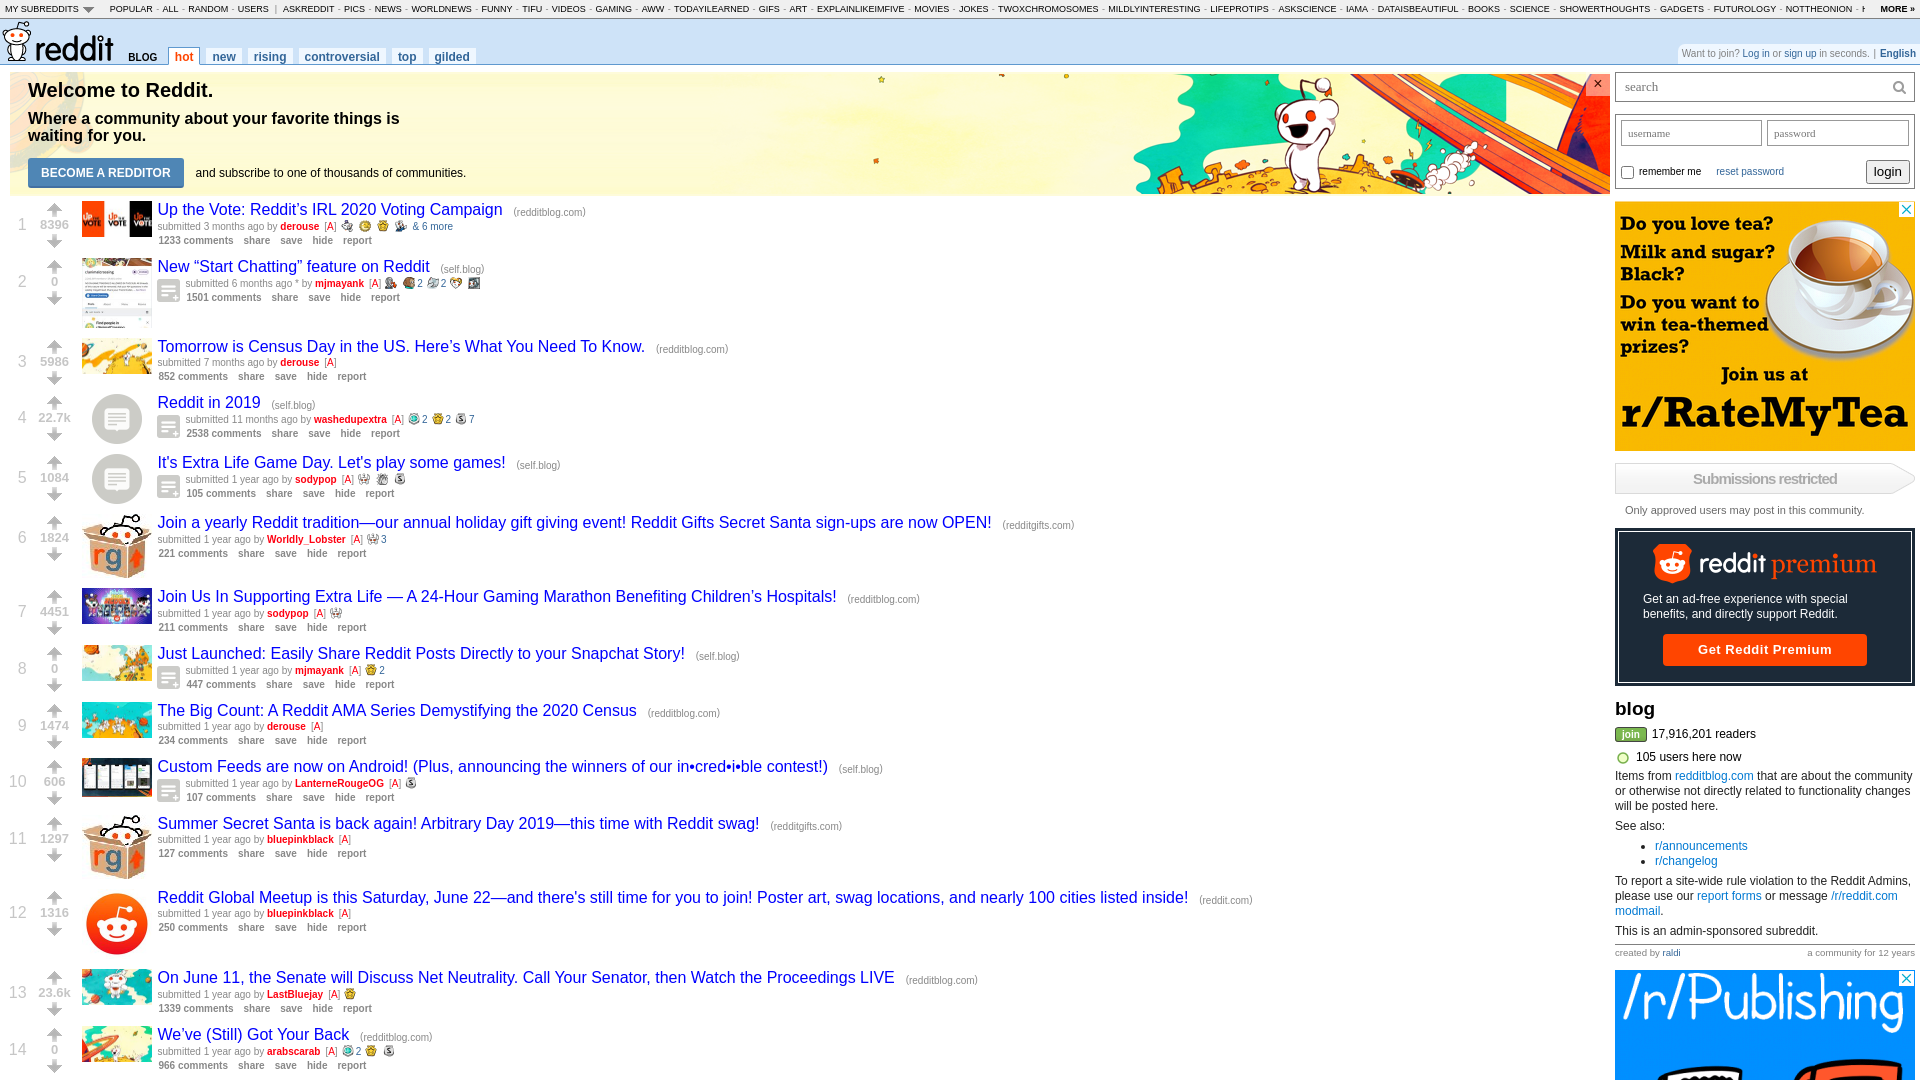 MY SUBREDDITS POPULAR - ALL - RANDOM - USERS | ASKREDDIT - PICS - NEWS - WORLDNEWS - FUNNY - TIFU - VIDEOS - GAMING - AWW - TODAYILEARNED - GIFS - ART - EXPLAINLIKEIMFIVE - MOVIES - JOKES - TWOXCHROMOSOMES - MILDLYINTERESTING - LIFEPROTIPS - ASKSCIENCE - IAMA - DATAISBEAUTIFUL - BOOKS - SCIENCE - SHOWERTHOUGHTS - GADGETS - FUTUROLOGY - NOTTHEONION - MORE »
reddit BLOG hot new rising controversial top gilded
Want to join? Log in or sign up in seconds. | English
Welcome to Reddit.
Where a community about your favorite things is
waiting for you.
BECOME A REDDITOR and subscribe to one of thousands of communities.
×
1
8396
UP THE VOTE UP THE VOTE UP THE VOTE
Up the Vote: Reddit’s IRL 2020 Voting Campaign (redditblog.com)
submitted 3 months ago by derouse [A] & 6 more
1233 comments share save hide report
2
0
New “Start Chatting” feature on Reddit (self.blog)
submitted 6 months ago * by mjmayank [A] 2 2
1501 comments share save hide report
3
5986
Tomorrow is Census Day in the US. Here’s What You Need To Know. (redditblog.com)
submitted 7 months ago by derouse [A]
852 comments share save hide report
4
22.7k
Reddit in 2019 (self.blog)
submitted 11 months ago by washedupextra [A] 2 2 7
2538 comments share save hide report
5
1084
It's Extra Life Game Day. Let's play some games! (self.blog)
submitted 1 year ago by sodypop [A]
105 comments share save hide report
6
1824
rg
Join a yearly Reddit tradition—our annual holiday gift giving event! Reddit Gifts Secret Santa sign-ups are now OPEN! (redditgifts.com)
submitted 1 year ago by Worldly_Lobster [A] 3
221 comments share save hide report
7
4451
Join Us In Supporting Extra Life — A 24-Hour Gaming Marathon Benefiting Children’s Hospitals! (redditblog.com)
submitted 1 year ago by sodypop [A]
211 comments share save hide report
8
0
Just Launched: Easily Share Reddit Posts Directly to your Snapchat Story! (self.blog)
submitted 1 year ago by mjmayank [A] 2
447 comments share save hide report
9
1474
The Big Count: A Reddit AMA Series Demystifying the 2020 Census (redditblog.com)
submitted 1 year ago by derouse [A]
234 comments share save hide report
10
606
Custom Feeds are now on Android! (Plus, announcing the winners of our in•cred•i•ble contest!) (self.blog)
submitted 1 year ago by LanterneRougeOG [A]
107 comments share save hide report
11
1297
rg
Summer Secret Santa is back again! Arbitrary Day 2019—this time with Reddit swag! (redditgifts.com)
submitted 1 year ago by bluepinkblack [A]
127 comments share save hide report
12
1316
Reddit Global Meetup is this Saturday, June 22—and there's still time for you to join! Poster art, swag locations, and nearly 100 cities listed inside! (reddit.com)
submitted 1 year ago by bluepinkblack [A]
250 comments share save hide report
13
23.6k
On June 11, the Senate will Discuss Net Neutrality. Call Your Senator, then Watch the Proceedings LIVE (redditblog.com)
submitted 1 year ago by LastBluejay [A]
1339 comments share save hide report
14
0
We’ve (Still) Got Your Back (redditblog.com)
submitted 1 year ago by arabscarab [A] 2
966 comments share save hide report
search
username password
remember me reset password login
Do you love tea?
Milk and sugar?
Black?
Do you want to
win tea-themed
prizes?
Join us at
r/RateMyTea
Submissions restricted
Only approved users may post in this community.
reddit premium
Get an ad-free experience with special
benefits, and directly support Reddit.
Get Reddit Premium
blog
join 17,916,201 readers
105 users here now
Items from redditblog.com that are about the community
or otherwise not directly related to functionality changes
will be posted here.
See also:
• r/announcements
• r/changelog
To report a site-wide rule violation to the Reddit Admins,
please use our report forms or message /r/reddit.com
modmail.
This is an admin-sponsored subreddit.
created by raldi a community for 12 years
/r/Publishing